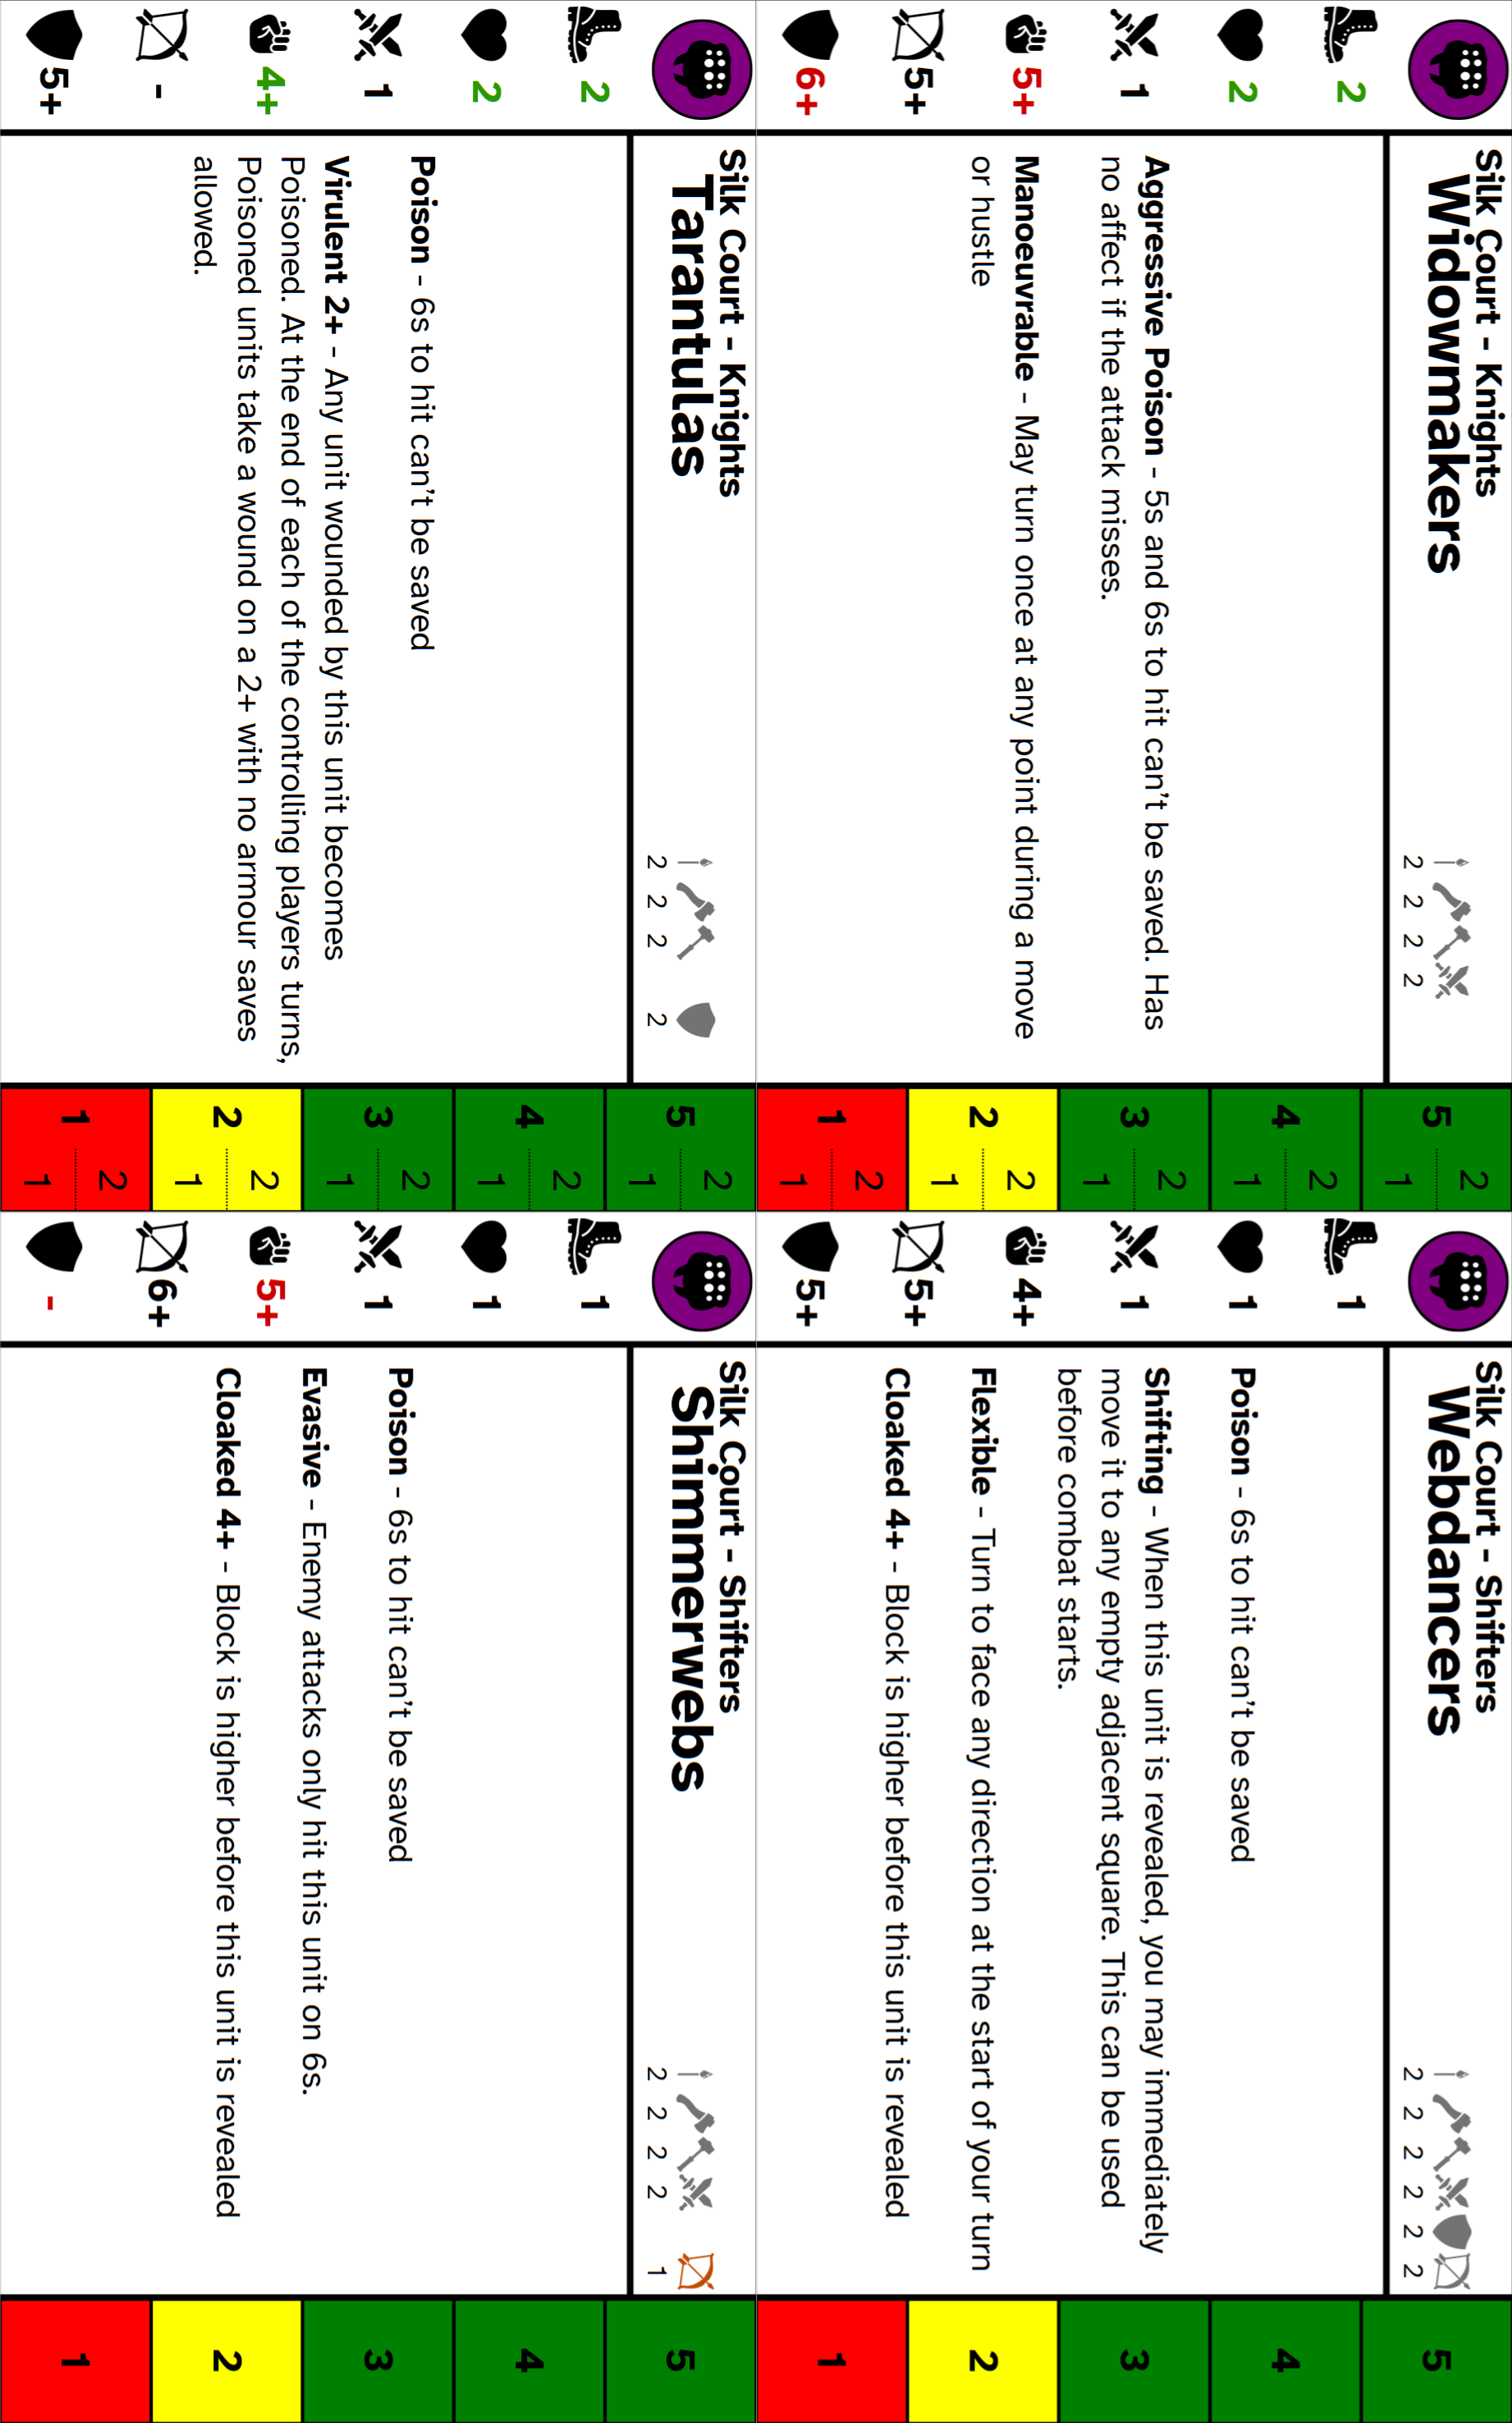 Silk Court - Knights
Widowmakers
2 2 2 2
2
2
1
5+
5+
6+
Aggressive Poison - 5s and 6s to hit can't be saved. Has
no affect if the attack misses.
Manoeuvrable - May turn once at any point during a move
or hustle
5 2 1
4 2 1
3 2 1
2 2 1
1 2 1
Silk Court - Shifters
Webdancers
2 2 2 2 2 2
1
1
1
4+
5+
5+
Poison - 6s to hit can't be saved
Shifting - When this unit is revealed, you may immediately
move it to any empty adjacent square. This can be used
before combat starts.
Flexible - Turn to face any direction at the start of your turn
Cloaked 4+ - Block is higher before this unit is revealed
5
4
3
2
1
Silk Court - Knights
Tarantulas
2 2 2 2
2
2
1
4+
-
5+
Poison - 6s to hit can't be saved
Virulent 2+ - Any unit wounded by this unit becomes
Poisoned. At the end of each of the controlling players turns,
Poisoned units take a wound on a 2+ with no armour saves
allowed.
5 2 1
4 2 1
3 2 1
2 2 1
1 2 1
Silk Court - Shifters
Shimmerwebs
2 2 2 2 1
1
1
1
5+
6+
-
Poison - 6s to hit can't be saved
Evasive - Enemy attacks only hit this unit on 6s.
Cloaked 4+ - Block is higher before this unit is revealed
5
4
3
2
1